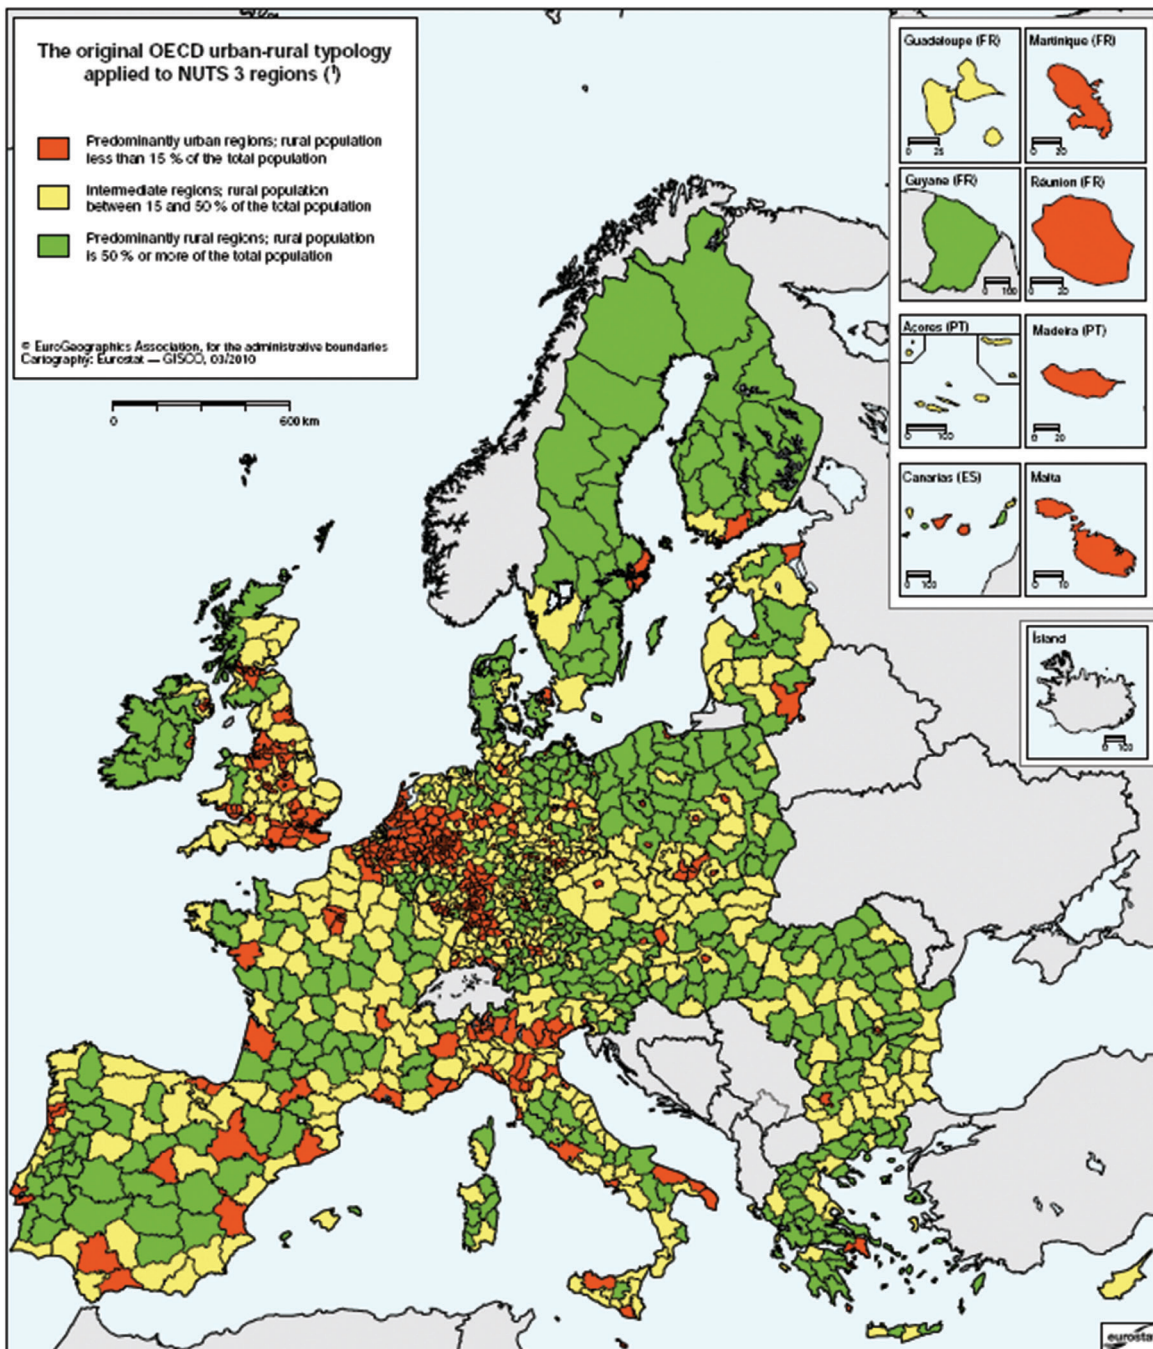 The original OECD urban-rural typology
applied to NUTS 3 regions (¹)
Predominantly urban regions; rural population
less than 15 % of the total population
Intermediate regions; rural population
between 15 and 50 % of the total population
Predominantly rural regions; rural population
is 50 % or more of the total population
© EuroGeographics Association, for the administrative boundaries
Cartography: Eurostat — GISCO, 03/2010
0 600 km
Guadeloupe (FR)
0 25
Martinique (FR)
0 20
Guyane (FR)
0 100
Réunion (FR)
0 20
Açores (PT)
0 100
Madeira (PT)
0 20
Canarias (ES)
0 100
Malta
0 10
Ísland
0 100
eurostat